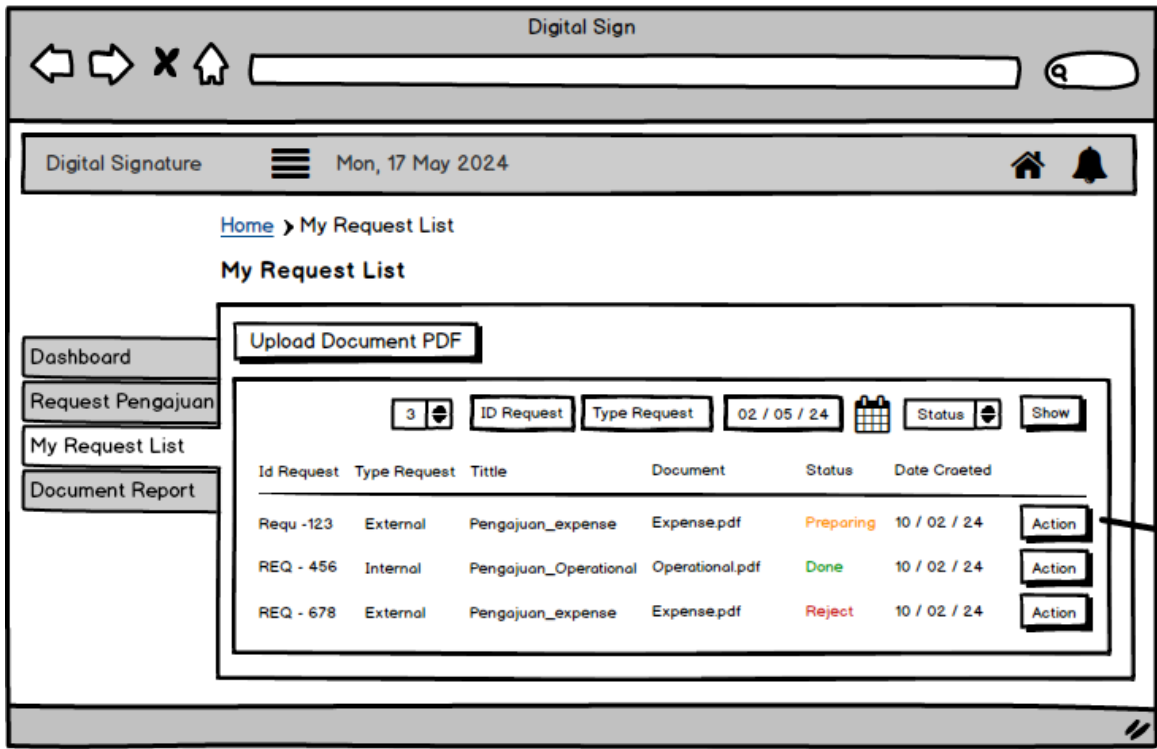 Digital Sign
Digital Signature Mon, 17 May 2024
Home > My Request List
My Request List
Upload Document PDF
Dashboard
Request Pengajuan
My Request List
Document Report
3 ID Request Type Request 02 / 05 / 24 Status Show
Id Request Type Request Tittle Document Status Date Craeted
Requ -123 External Pengajuan_expense Expense.pdf Preparing 10 / 02 / 24 Action
REQ - 456 Internal Pengajuan_Operational Operational.pdf Done 10 / 02 / 24 Action
REQ - 678 External Pengajuan_expense Expense.pdf Reject 10 / 02 / 24 Action